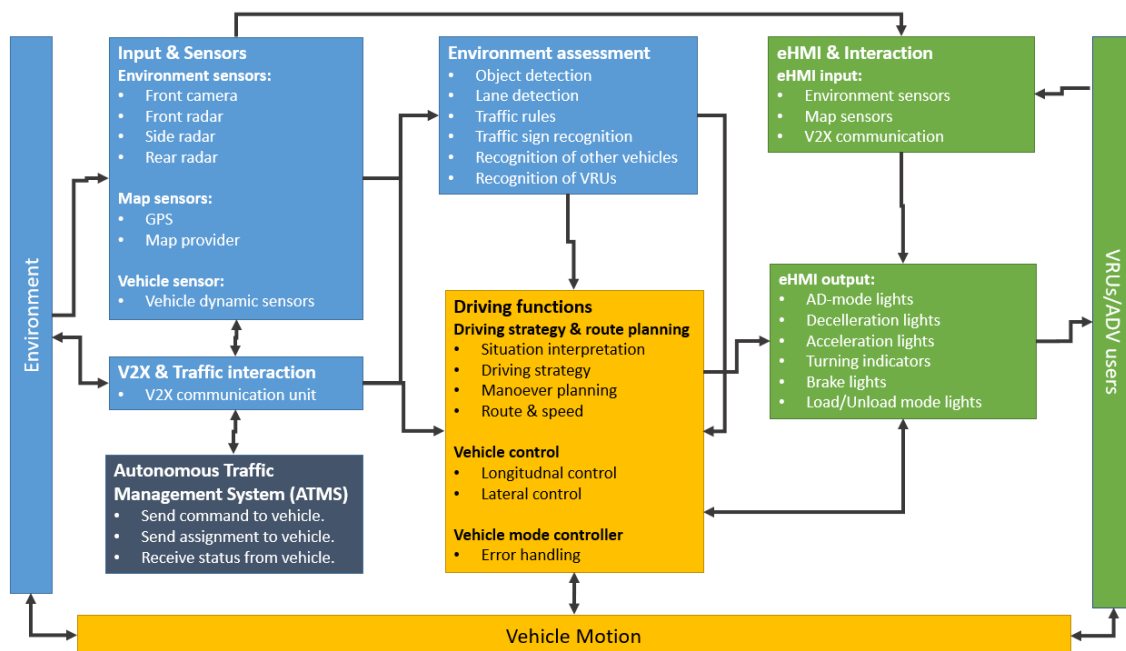 Environment
Input & Sensors
Environment sensors:
• Front camera
• Front radar
• Side radar
• Rear radar
Map sensors:
• GPS
• Map provider
Vehicle sensor:
• Vehicle dynamic sensors
V2X & Traffic interaction
• V2X communication unit
Autonomous Traffic
Management System (ATMS)
• Send command to vehicle.
• Send assignment to vehicle.
• Receive status from vehicle.
Environment assessment
• Object detection
• Lane detection
• Traffic rules
• Traffic sign recognition
• Recognition of other vehicles
• Recognition of VRUs
Driving functions
Driving strategy & route planning
• Situation interpretation
• Driving strategy
• Manoever planning
• Route & speed
Vehicle control
• Longitudnal control
• Lateral control
Vehicle mode controller
• Error handling
eHMI & Interaction
eHMI input:
• Environment sensors
• Map sensors
• V2X communication
eHMI output:
• AD-mode lights
• Decelleration lights
• Acceleration lights
• Turning indicators
• Brake lights
• Load/Unload mode lights
VRUs/ADV users
Vehicle Motion